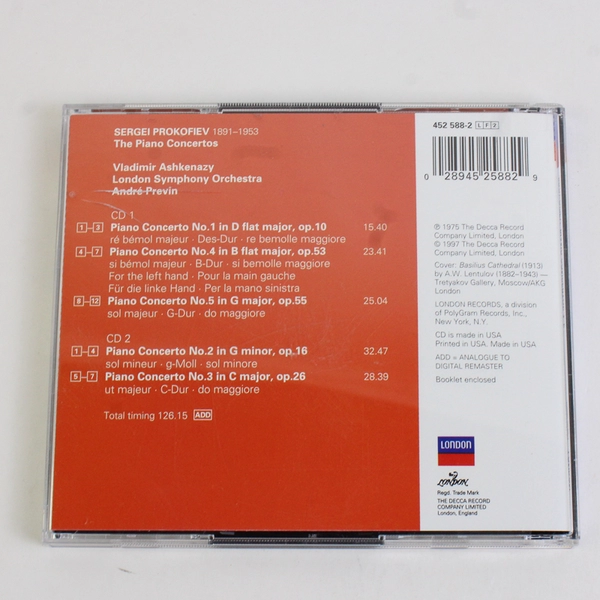 SERGEI PROKOFIEV 1891–1953
The Piano Concertos
Vladimir Ashkenazy
London Symphony Orchestra
André Previn
CD 1
1–3 Piano Concerto No.1 in D flat major, op.10 15.40
ré bémol majeur · Des-Dur · re bemolle maggiore
4–7 Piano Concerto No.4 in B flat major, op.53 23.41
si bémol majeur · B-Dur · si bemolle maggiore
For the left hand · Pour la main gauche
Für die linke Hand · Per la mano sinistra
8–12 Piano Concerto No.5 in G major, op.55 25.04
sol majeur · G-Dur · do maggiore
CD 2
1–4 Piano Concerto No.2 in G minor, op.16 32.47
sol mineur · g-Moll · sol minore
5–7 Piano Concerto No.3 in C major, op.26 28.39
ut majeur · C-Dur · do maggiore
Total timing 126.15 ADD
452 588-2 LF2
0 28945 25882 9
℗ 1975 The Decca Record
Company Limited, London
© 1997 The Decca Record
Company Limited, London
Cover: Basilius Cathedral (1913)
by A.W. Lentulov (1882–1943) —
Tretyakov Gallery, Moscow/AKG
London
LONDON RECORDS, a division
of PolyGram Records, Inc.,
New York, N.Y.
CD is made in USA
Printed in USA. Made in USA
ADD = ANALOGUE TO
DIGITAL REMASTER
Booklet enclosed
LONDON
LONDON
Regd. Trade Mark
THE DECCA RECORD
COMPANY LIMITED
London, England